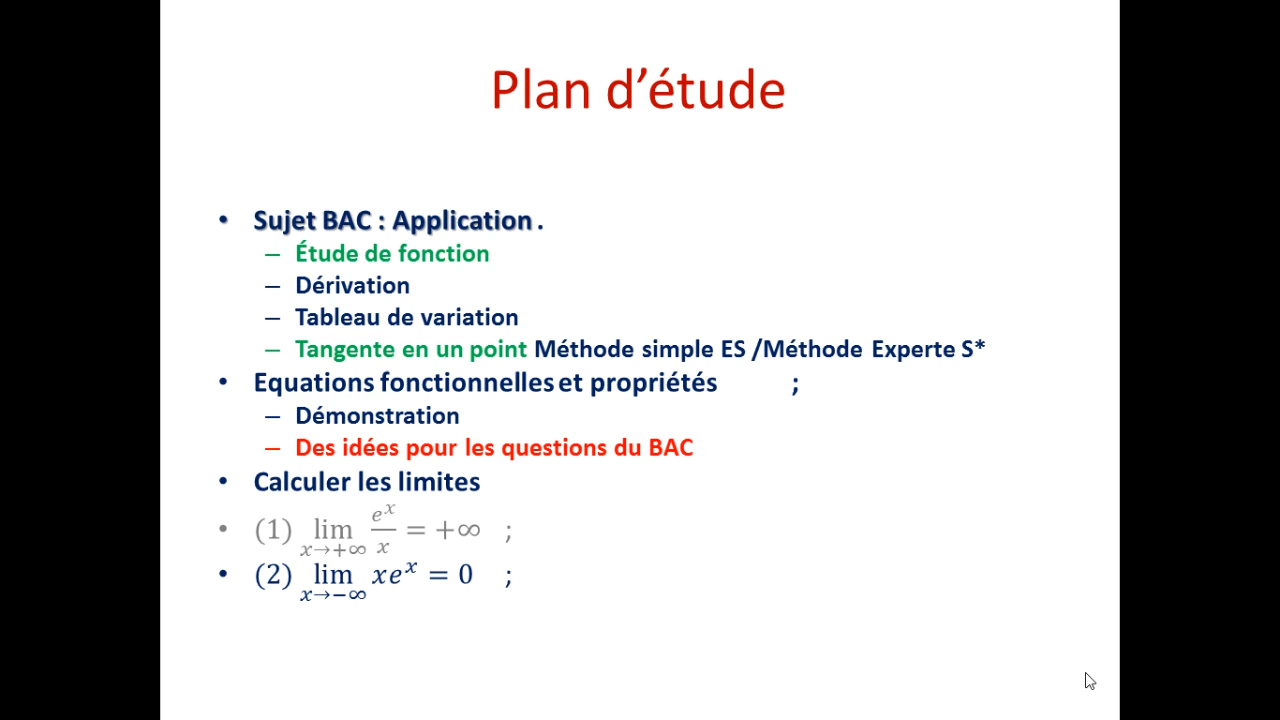 Plan d’étude
• Sujet BAC : Application .
– Étude de fonction
– Dérivation
– Tableau de variation
– Tangente en un point Méthode simple ES /Méthode Experte S*
• Equations fonctionnelles et propriétés ;
– Démonstration
– Des idées pour les questions du BAC
• Calculer les limites
• (1) lim x→+∞ e^x/x = +∞ ;
• (2) lim x→−∞ xe^x = 0 ;